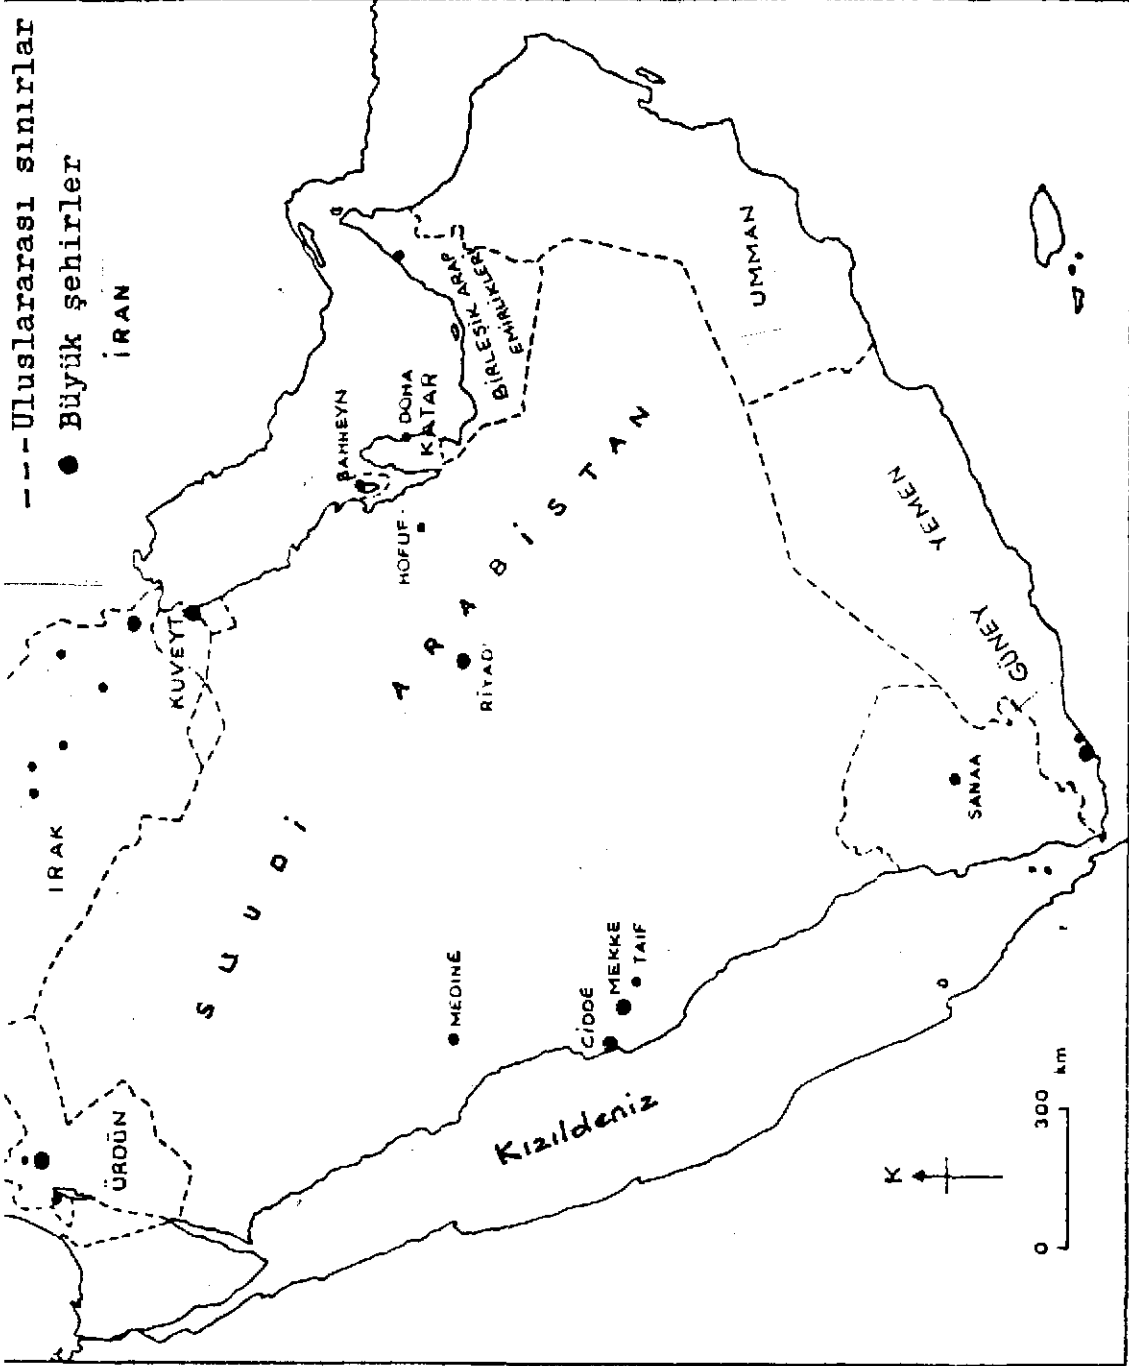 ---Uluslararası sınırlar
● Büyük şehirler
İRAN
IRAK
KUVEYT
ÜRDÜN
BAHREYN
DOHA
KATAR
HOFUF
BİRLEŞİK ARAP
EMİRLİKLERİ
RİYAD
SUUDİ
ARABİSTAN
MEDİNE
CİDDE
MEKKE
TAIF
UMMAN
GÜNEY YEMEN
SANAA
Kızıldeniz
K
0 300 km